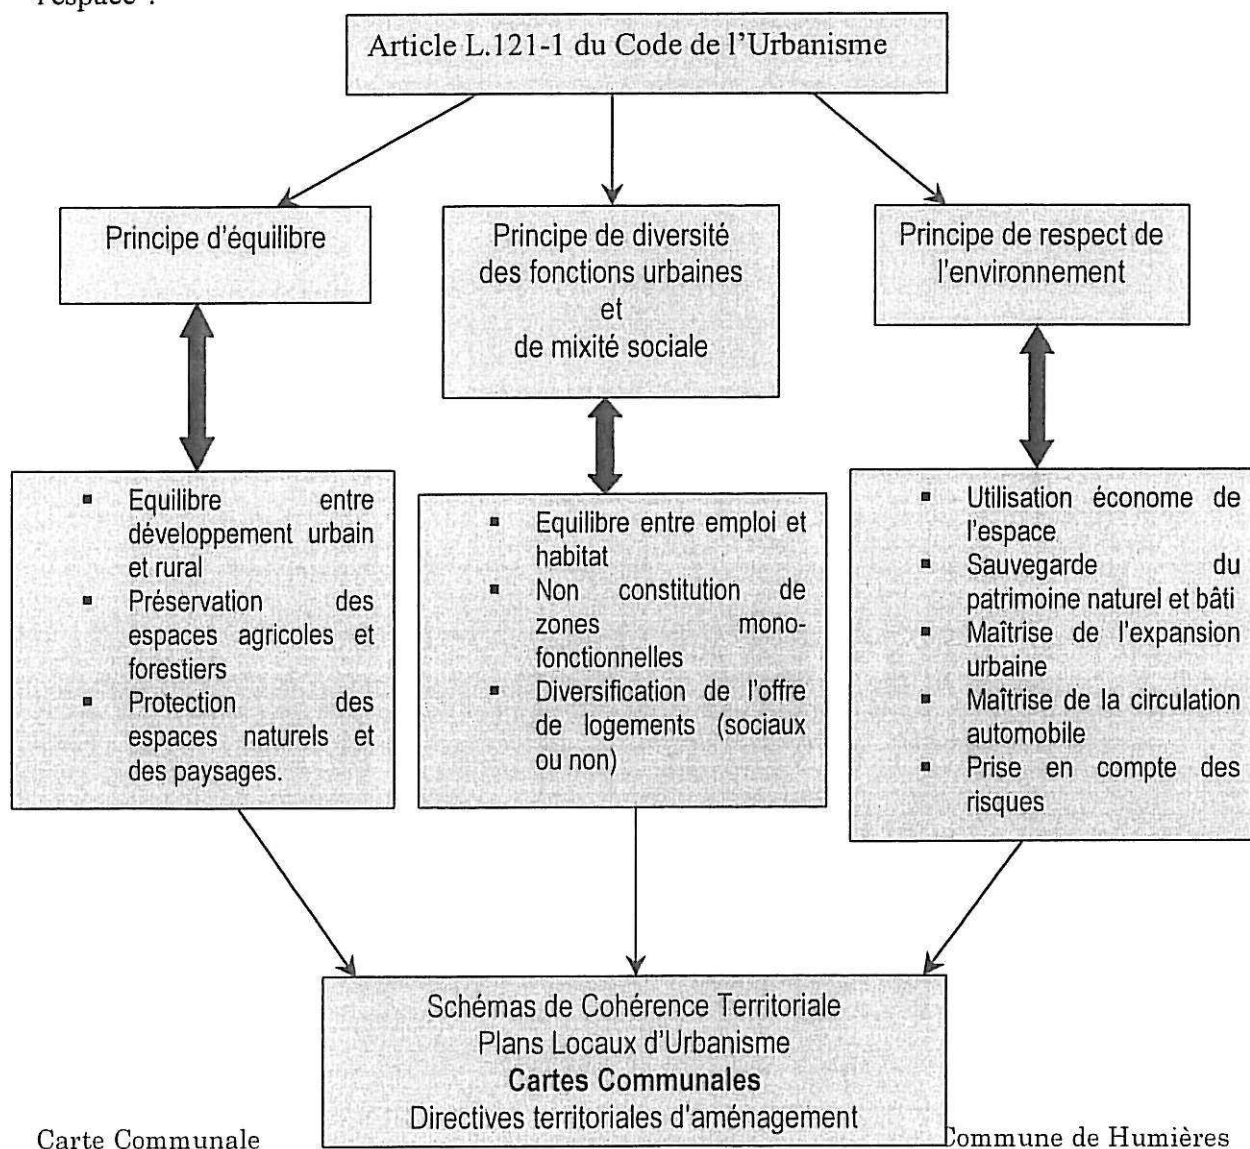 l'espace :
Article L.121-1 du Code de l'Urbanisme
Principe d'équilibre
Principe de diversité
des fonctions urbaines
et
de mixité sociale
Principe de respect de
l'environnement
▪ Equilibre entre
développement urbain
et rural
▪ Préservation des
espaces agricoles et
forestiers
▪ Protection des
espaces naturels et
des paysages.
▪ Equilibre entre emploi et
habitat
▪ Non constitution de
zones mono-
fonctionnelles
▪ Diversification de l'offre
de logements (sociaux
ou non)
▪ Utilisation économe de
l'espace
▪ Sauvegarde du
patrimoine naturel et bâti
▪ Maîtrise de l'expansion
urbaine
▪ Maîtrise de la circulation
automobile
▪ Prise en compte des
risques
Schémas de Cohérence Territoriale
Plans Locaux d'Urbanisme
Cartes Communales
Directives territoriales d'aménagement
Carte Communale
Commune de Humières